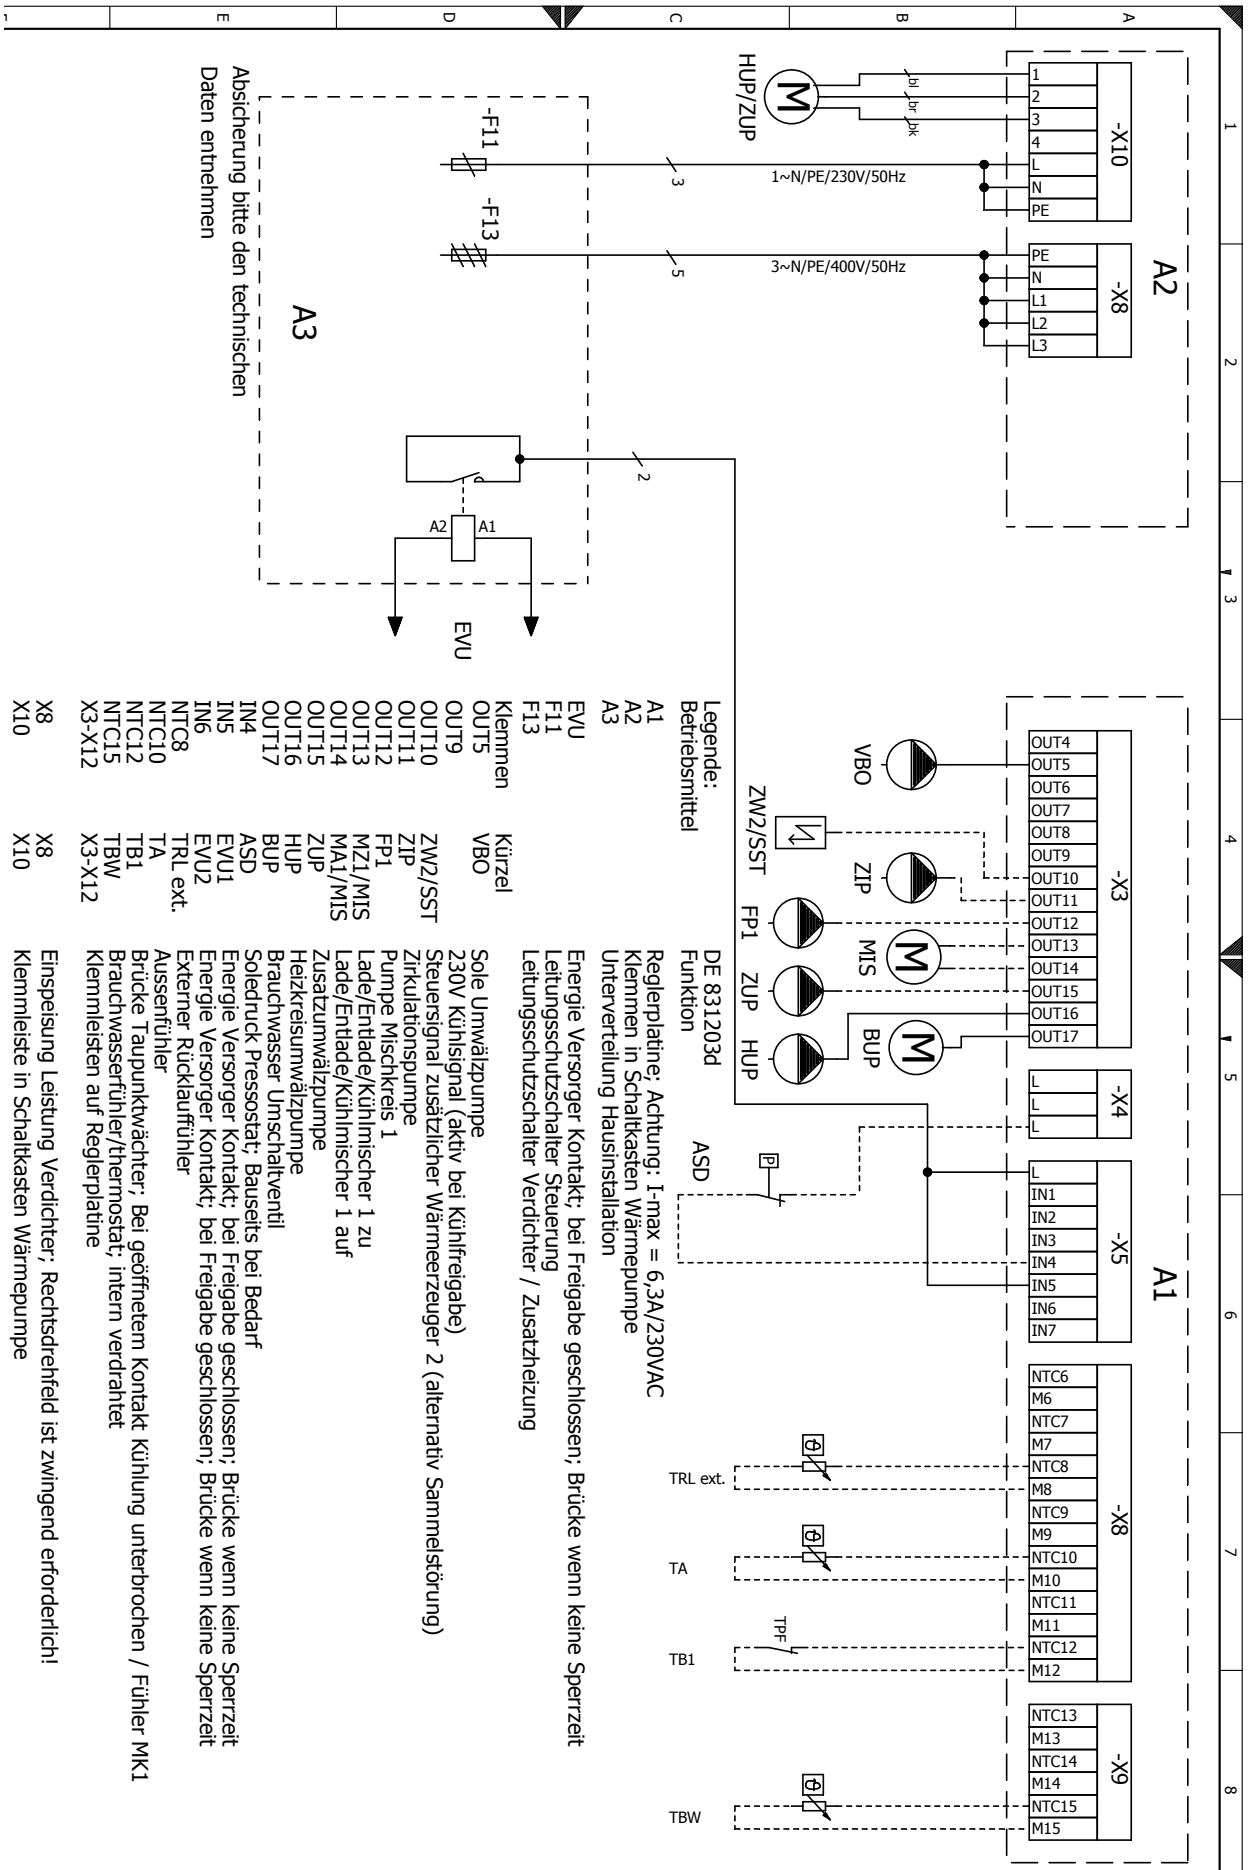 1
2
3
4
5
6
7
8
A
B
C
D
E
A2
A1
A3
-X10
1
2
3
4
L
N
PE
-X8
PE
N
L1
L2
L3
-X3
OUT4
OUT5
OUT6
OUT7
OUT8
OUT9
OUT10
OUT11
OUT12
OUT13
OUT14
OUT15
OUT16
OUT17
-X4
L
L
L
-X5
L
IN1
IN2
IN3
IN4
IN5
IN6
IN7
-X8
NTC6
M6
NTC7
M7
NTC8
M8
NTC9
M9
NTC10
M10
NTC11
M11
NTC12
M12
-X9
NTC13
M13
NTC14
M14
NTC15
M15
bl
br
bk
M
HUP/ZUP
1~N/PE/230V/50Hz
3~N/PE/400V/50Hz
3
5
2
-F11
-F13
A2
A1
EVU
Absicherung bitte den technischen
Daten entnehmen
VBO
ZW2/SST
ZIP
FP1
M
MIS
ZUP
HUP
M
BUP
P
ASD
TRL ext.
TA
TPF
TB1
TBW
ϑ
ϑ
ϑ
Legende: DE 831203d
Betriebsmittel Funktion
A1 Reglerplatine; Achtung: I-max = 6,3A/230VAC
A2 Klemmen in Schaltkasten Wärmepumpe
A3 Unterverteilung Hausinstallation
EVU Energie Versorger Kontakt; bei Freigabe geschlossen; Brücke wenn keine Sperrzeit
F11 Leitungsschutzschalter Steuerung
F13 Leitungsschutzschalter Verdichter / Zusatzheizung
Klemmen Kürzel
OUT5 VBO Sole Umwälzpumpe
OUT9 230V Kühlsignal (aktiv bei Kühlfreigabe)
OUT10 ZW2/SST Steuersignal zusätzlicher Wärmeerzeuger 2 (alternativ Sammelstörung)
OUT11 ZIP Zirkulationspumpe
OUT12 FP1 Pumpe Mischkreis 1
OUT13 MZ1/MIS Lade/Entlade/Kühlmischer 1 zu
OUT14 MA1/MIS Lade/Entlade/Kühlmischer 1 auf
OUT15 ZUP Zusatzumwälzpumpe
OUT16 HUP Heizkreisumwälzpumpe
OUT17 BUP Brauchwasser Umschaltventil
IN4 ASD Soledruck Pressostat; Bauseits bei Bedarf
IN5 EVU1 Energie Versorger Kontakt; bei Freigabe geschlossen; Brücke wenn keine Sperrzeit
IN6 EVU2 Energie Versorger Kontakt; bei Freigabe geschlossen; Brücke wenn keine Sperrzeit
NTC8 TRL ext. Externer Rücklauffühler
NTC10 TA Aussenfühler
NTC12 TB1 Brücke Taupunktwächter; Bei geöffnetem Kontakt Kühlung unterbrochen / Fühler MK1
NTC15 TBW Brauchwasserfühler/thermostat; intern verdrahtet
X3-X12 X3-X12 Klemmleisten auf Reglerplatine
X8 X8 Einspeisung Leistung Verdichter; Rechtsdrehfeld ist zwingend erforderlich!
X10 X10 Klemmleiste in Schaltkasten Wärmepumpe